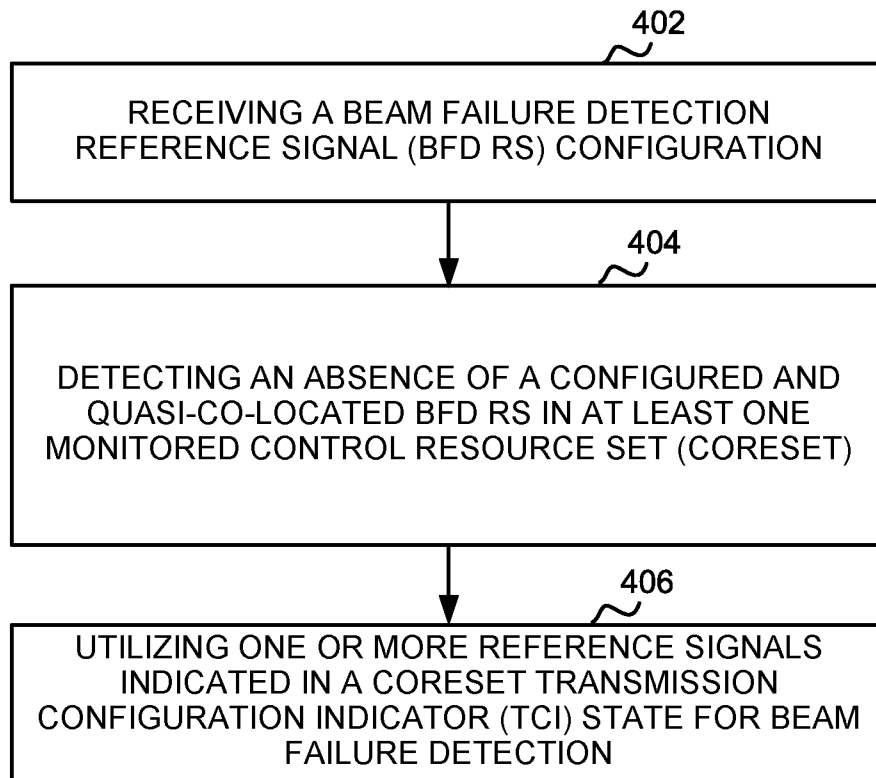 402
RECEIVING A BEAM FAILURE DETECTION
REFERENCE SIGNAL (BFD RS) CONFIGURATION
404
DETECTING AN ABSENCE OF A CONFIGURED AND
QUASI-CO-LOCATED BFD RS IN AT LEAST ONE
MONITORED CONTROL RESOURCE SET (CORESET)
406
UTILIZING ONE OR MORE REFERENCE SIGNALS
INDICATED IN A CORESET TRANSMISSION
CONFIGURATION INDICATOR (TCI) STATE FOR BEAM
FAILURE DETECTION